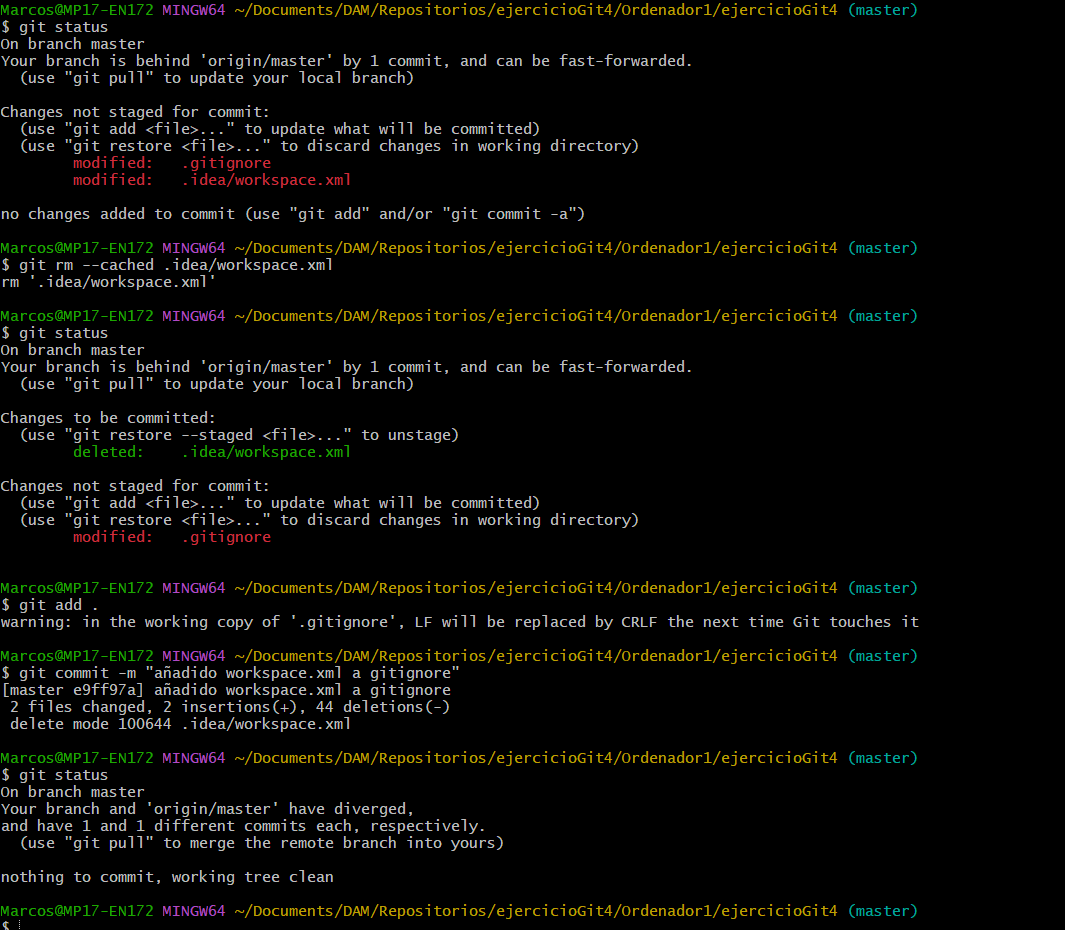 Marcos@MP17-EN172 MINGW64 ~/Documents/DAM/Repositorios/ejercicioGit4/Ordenador1/ejercicioGit4 (master)
$ git status
On branch master
Your branch is behind 'origin/master' by 1 commit, and can be fast-forwarded.
  (use "git pull" to update your local branch)

Changes not staged for commit:
  (use "git add <file>..." to update what will be committed)
  (use "git restore <file>..." to discard changes in working directory)
        modified:   .gitignore
        modified:   .idea/workspace.xml

no changes added to commit (use "git add" and/or "git commit -a")

Marcos@MP17-EN172 MINGW64 ~/Documents/DAM/Repositorios/ejercicioGit4/Ordenador1/ejercicioGit4 (master)
$ git rm --cached .idea/workspace.xml
rm '.idea/workspace.xml'

Marcos@MP17-EN172 MINGW64 ~/Documents/DAM/Repositorios/ejercicioGit4/Ordenador1/ejercicioGit4 (master)
$ git status
On branch master
Your branch is behind 'origin/master' by 1 commit, and can be fast-forwarded.
  (use "git pull" to update your local branch)

Changes to be committed:
  (use "git restore --staged <file>..." to unstage)
        deleted:    .idea/workspace.xml

Changes not staged for commit:
  (use "git add <file>..." to update what will be committed)
  (use "git restore <file>..." to discard changes in working directory)
        modified:   .gitignore


Marcos@MP17-EN172 MINGW64 ~/Documents/DAM/Repositorios/ejercicioGit4/Ordenador1/ejercicioGit4 (master)
$ git add .
warning: in the working copy of '.gitignore', LF will be replaced by CRLF the next time Git touches it

Marcos@MP17-EN172 MINGW64 ~/Documents/DAM/Repositorios/ejercicioGit4/Ordenador1/ejercicioGit4 (master)
$ git commit -m "añadido workspace.xml a gitignore"
[master e9ff97a] añadido workspace.xml a gitignore
 2 files changed, 2 insertions(+), 44 deletions(-)
 delete mode 100644 .idea/workspace.xml

Marcos@MP17-EN172 MINGW64 ~/Documents/DAM/Repositorios/ejercicioGit4/Ordenador1/ejercicioGit4 (master)
$ git status
On branch master
Your branch and 'origin/master' have diverged,
and have 1 and 1 different commits each, respectively.
  (use "git pull" to merge the remote branch into yours)

nothing to commit, working tree clean

Marcos@MP17-EN172 MINGW64 ~/Documents/DAM/Repositorios/ejercicioGit4/Ordenador1/ejercicioGit4 (master)
$